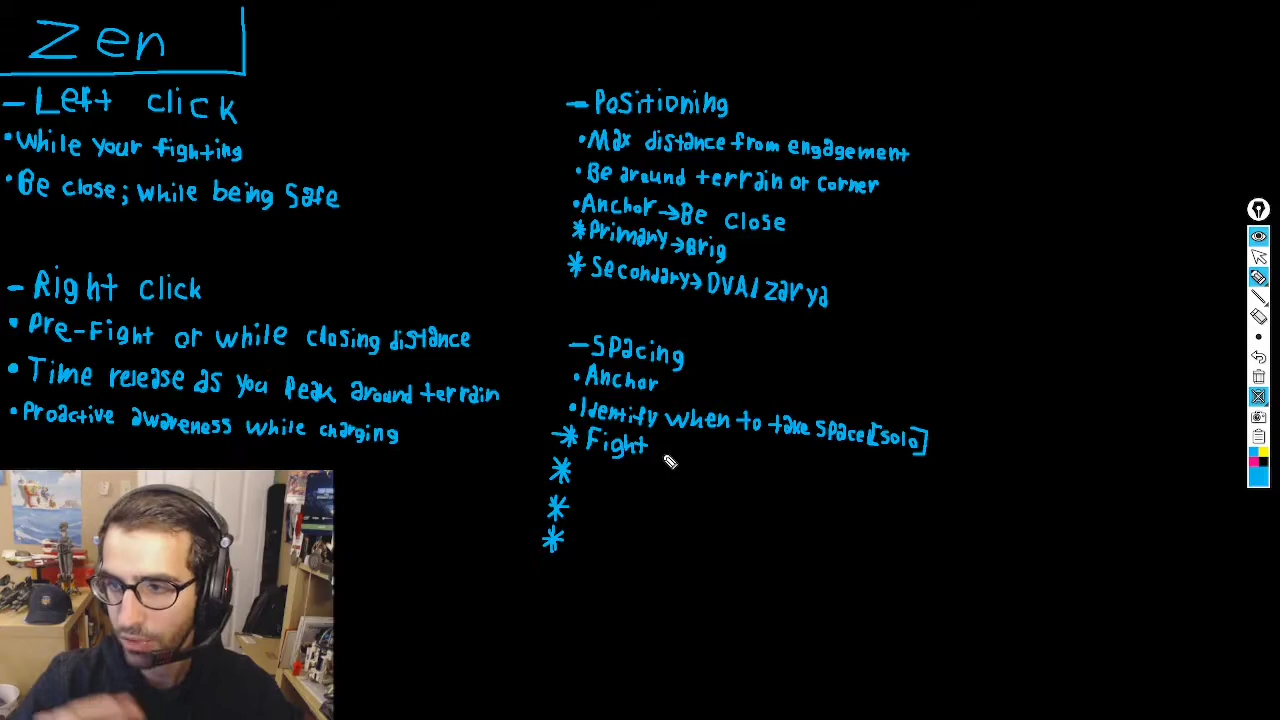 Zen
- Left click
• While your fighting
• Be close; while being safe
- Right click
• Pre-Fight or while closing distance
• Time release as you Peak around terrain
• Proactive awareness while charging
- Positioning
• Max distance from engagement
• Be around terrain or corner
• Anchor → Be close
* Primary → Brig
* Secondary → DVA/Zarya
- Spacing
• Anchor
• Identify when to take space [solo]
→* Fight
*
*
*